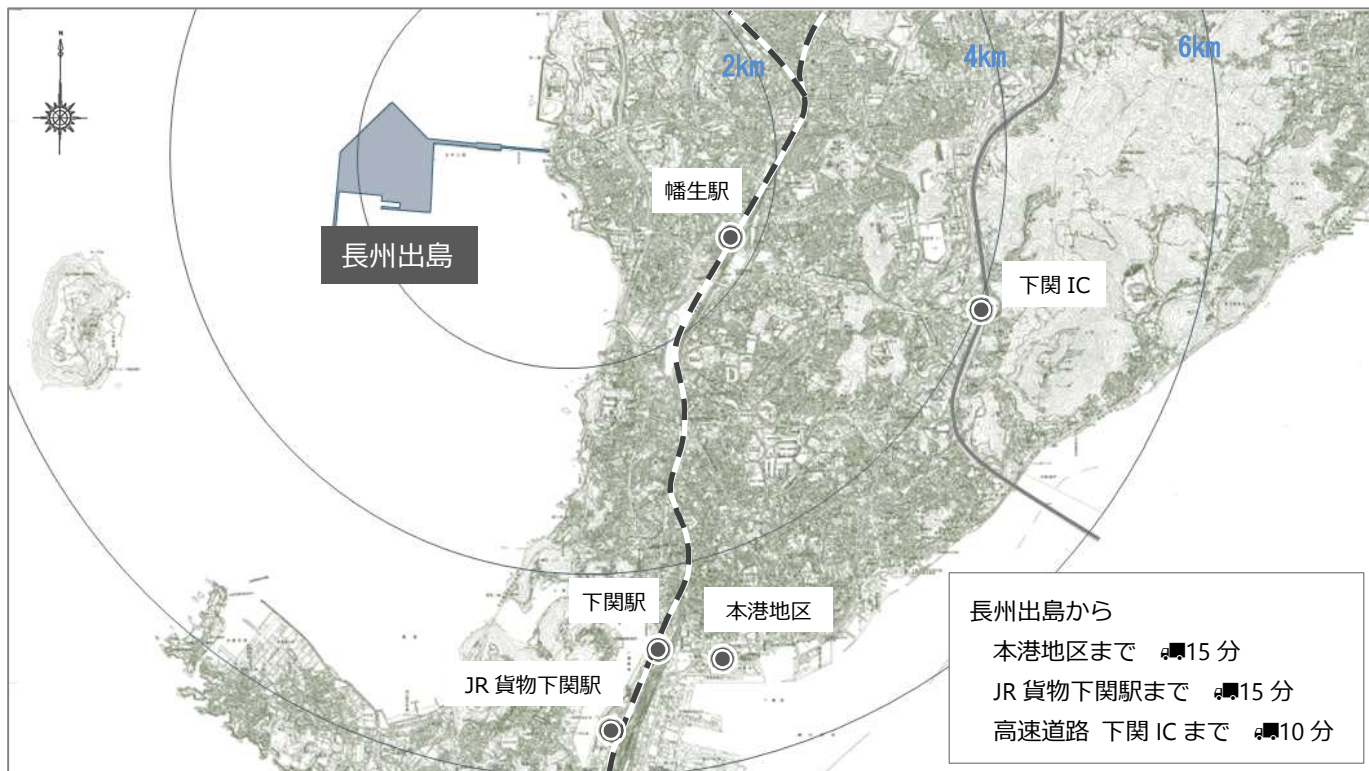 N
2km
4km
6km
幡生駅
長州出島
下関 IC
下関駅
本港地区
JR 貨物下関駅
長州出島から
本港地区まで 15 分
JR 貨物下関駅まで 15 分
高速道路 下関 IC まで 10 分